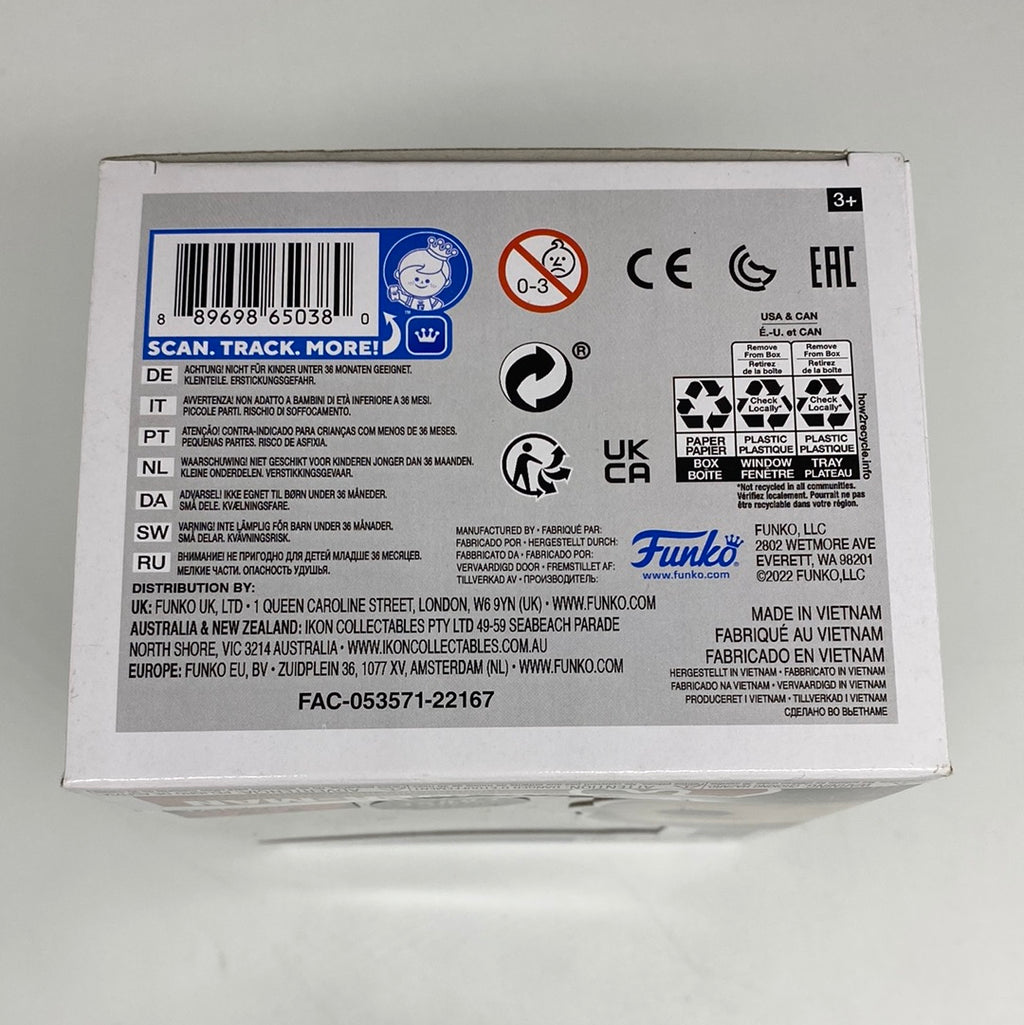 3+
8 89698 65038 0
SCAN. TRACK. MORE!
™
0-3
CE
EAC
®
UK
CA
USA & CAN
É.-U. et CAN
Remove From Box
Retirez de la boîte
Remove From Box
Retirez de la boîte
Check Locally*
Check Locally*
PAPER
PAPIER
BOX
BOÎTE
PLASTIC
PLASTIQUE
WINDOW
FENÊTRE
PLASTIC
PLASTIQUE
TRAY
PLATEAU
how2recycle.info
*Not recycled in all communities.
Vérifiez localement. Pourrait ne pas
être recyclable dans votre région.
DE ACHTUNG! NICHT FÜR KINDER UNTER 36 MONATEN GEEIGNET.
KLEINTEILE. ERSTICKUNGSGEFAHR.
IT AVVERTENZA! NON ADATTO A BAMBINI DI ETÀ INFERIORE A 36 MESI.
PICCOLE PARTI. RISCHIO DI SOFFOCAMENTO.
PT ATENÇÃO! CONTRA-INDICADO PARA CRIANÇAS COM MENOS DE 36 MESES.
PEQUENAS PARTES. RISCO DE ASFIXIA.
NL WAARSCHUWING! NIET GESCHIKT VOOR KINDEREN JONGER DAN 36 MAANDEN.
KLEINE ONDERDELEN. VERSTIKKINGSGEVAAR.
DA ADVARSEL! IKKE EGNET TIL BØRN UNDER 36 MÅNEDER.
SMÅ DELE. KVÆLNINGSFARE.
SW VARNING! INTE LÄMPLIG FÖR BARN UNDER 36 MÅNADER.
SMÅ DELAR. KVÄVNINGSRISK.
RU ВНИМАНИЕ! НЕ ПРИГОДНО ДЛЯ ДЕТЕЙ МЛАДШЕ 36 МЕСЯЦЕВ.
МЕЛКИЕ ЧАСТИ. ОПАСНОСТЬ УДУШЬЯ.
MANUFACTURED BY • FABRIQUÉ PAR:
FABRICADO POR • HERGESTELLT DURCH:
FABRICATO DA • FABRICADO POR:
VERVAARDIGD DOOR • FREMSTILLET AF:
TILLVERKAD AV • ПРОИЗВОДИТЕЛЬ:
Funko®
www.funko.com
FUNKO, LLC
2802 WETMORE AVE
EVERETT, WA 98201
©2022 FUNKO,LLC
DISTRIBUTION BY:
UK: FUNKO UK, LTD • 1 QUEEN CAROLINE STREET, LONDON, W6 9YN (UK) • WWW.FUNKO.COM
AUSTRALIA & NEW ZEALAND: IKON COLLECTABLES PTY LTD 49-59 SEABEACH PARADE
NORTH SHORE, VIC 3214 AUSTRALIA • WWW.IKONCOLLECTABLES.COM.AU
EUROPE: FUNKO EU, BV • ZUIDPLEIN 36, 1077 XV, AMSTERDAM (NL) • WWW.FUNKO.COM
FAC-053571-22167
MADE IN VIETNAM
FABRIQUÉ AU VIETNAM
FABRICADO EN VIETNAM
HERGESTELLT IN VIETNAM • FABBRICATO IN VIETNAM
FABRICADO NA VIETNAM • VERVAARDIGD IN VIETNAM
PRODUCERET I VIETNAM • TILLVERKAD I VIETNAM
СДЕЛАНО ВО ВЬЕТНАМЕ